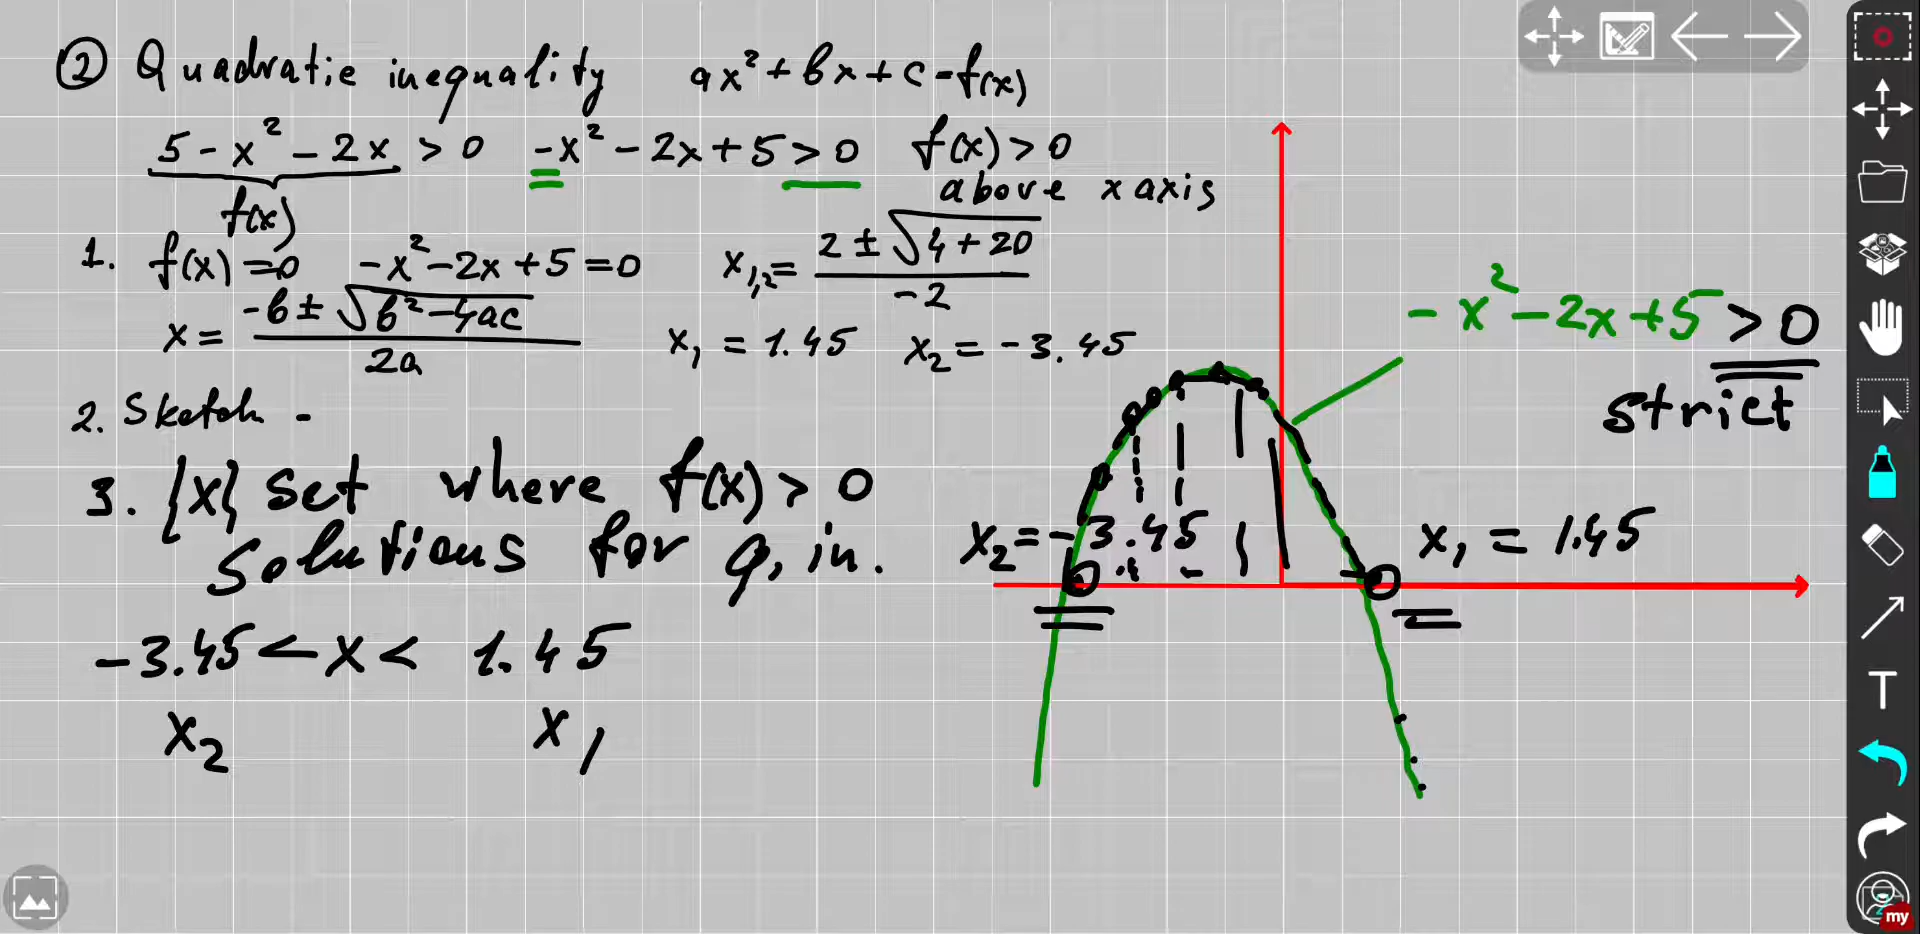 ② Quadratic inequality ax² + bx + c = f(x)
5 - x² - 2x > 0 -x² - 2x + 5 > 0 f(x) > 0
f(x) above x axis
1. f(x) = 0 -x² - 2x + 5 = 0 x₁,₂ = (2 ± √(4 + 20)) / -2
x = (-b ± √(b² - 4ac)) / 2a x₁ = 1.45 x₂ = -3.45
2. Sketch -
3. {x} set where f(x) > 0
solutions for q, in.
-3.45 < x < 1.45
x₂ x₁
-x² - 2x + 5 > 0
strict
x₂ = -3.45 x₁ = 1.45
T
my